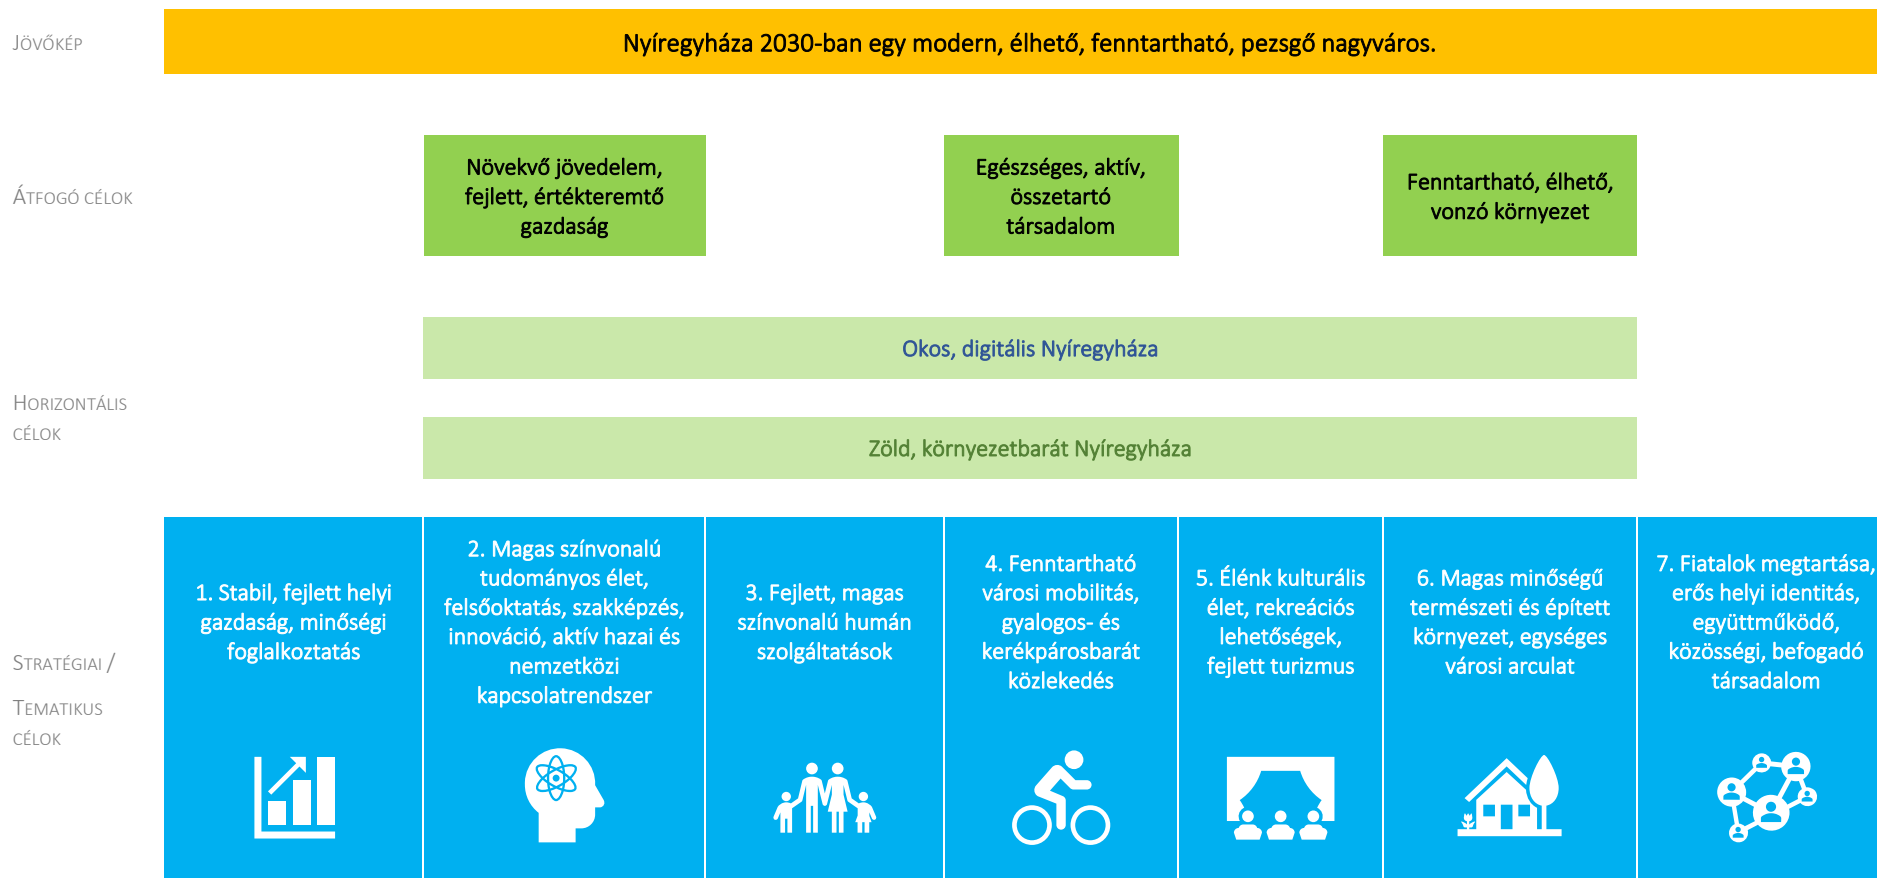 JÖVŐKÉP
Nyíregyháza 2030-ban egy modern, élhető, fenntartható, pezsgő nagyváros.
ÁTFOGÓ CÉLOK
Növekvő jövedelem,
fejlett, értékteremtő
gazdaság
Egészséges, aktív,
összetartó
társadalom
Fenntartható, élhető,
vonzó környezet
HORIZONTÁLIS
CÉLOK
Okos, digitális Nyíregyháza
Zöld, környezetbarát Nyíregyháza
STRATÉGIAI /
TEMATIKUS
CÉLOK
1. Stabil, fejlett helyi
gazdaság, minőségi
foglalkoztatás
2. Magas színvonalú
tudományos élet,
felsőoktatás, szakképzés,
innováció, aktív hazai és
nemzetközi
kapcsolatrendszer
3. Fejlett, magas
színvonalú humán
szolgáltatások
4. Fenntartható
városi mobilitás,
gyalogos- és
kerékpárosbarát
közlekedés
5. Élénk kulturális
élet, rekreációs
lehetőségek,
fejlett turizmus
6. Magas minőségű
természeti és épített
környezet, egységes
városi arculat
7. Fiatalok megtartása,
erős helyi identitás,
együttműködő,
közösségi, befogadó
társadalom